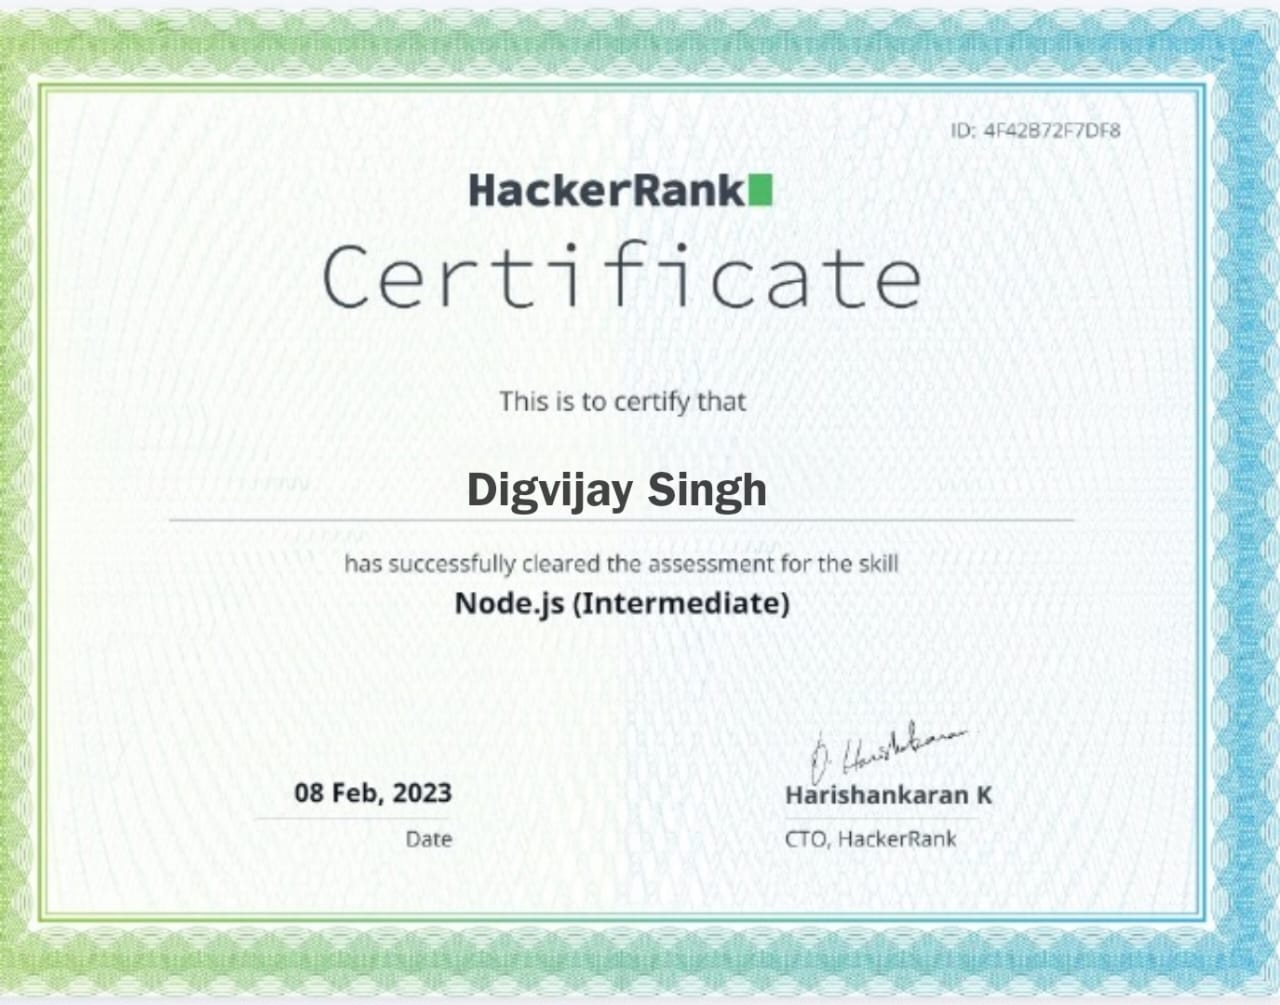 ID: 4F42B72F7DF8
HackerRank
Certificate
This is to certify that
Digvijay Singh
has successfully cleared the assessment for the skill
Node.js (Intermediate)
08 Feb, 2023
Date
D. Harishankaran
Harishankaran K
CTO, HackerRank